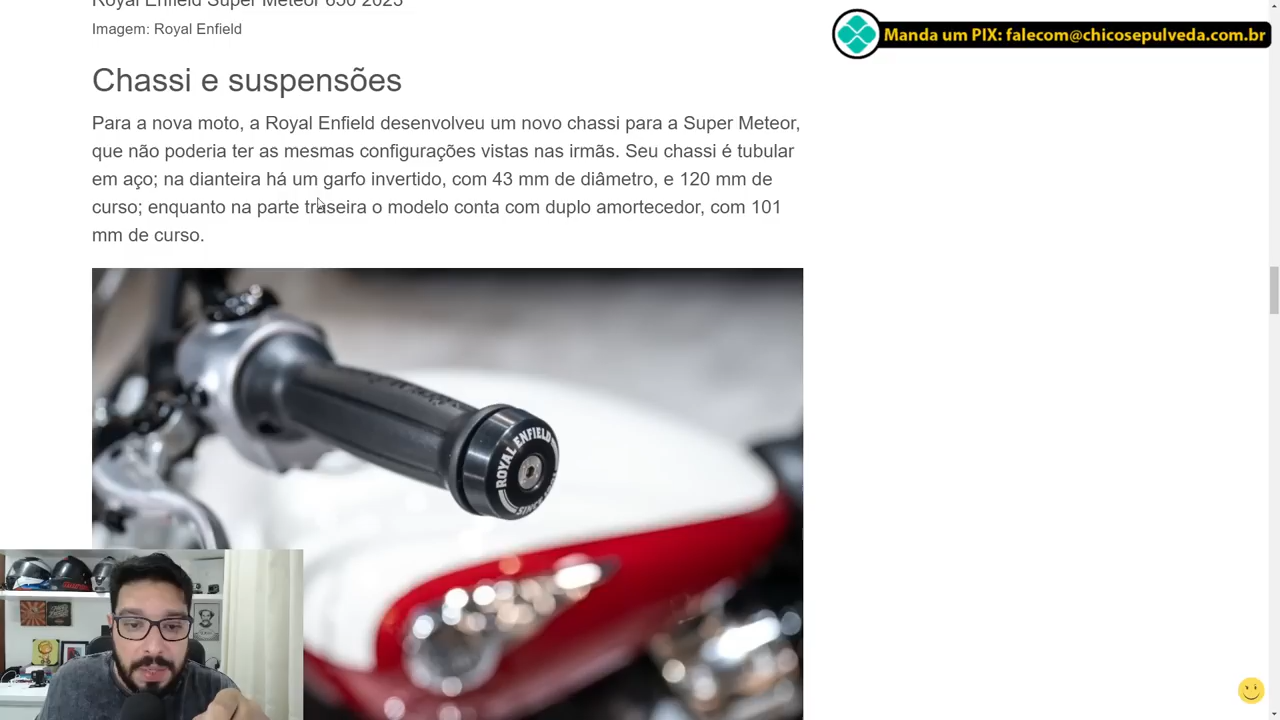 Royal Enfield Super Meteor 650 2023
Imagem: Royal Enfield
Manda um PIX: falecom@chicosepulveda.com.br
Chassi e suspensões
Para a nova moto, a Royal Enfield desenvolveu um novo chassi para a Super Meteor,
que não poderia ter as mesmas configurações vistas nas irmãs. Seu chassi é tubular
em aço; na dianteira há um garfo invertido, com 43 mm de diâmetro, e 120 mm de
curso; enquanto na parte traseira o modelo conta com duplo amortecedor, com 101
mm de curso.
ROYAL ENFIELD
SINCE